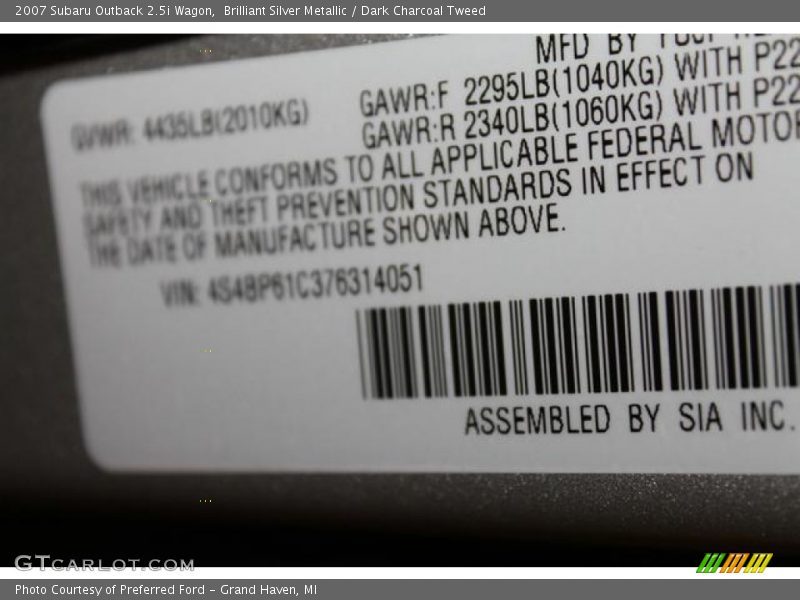 2007 Subaru Outback 2.5i Wagon, Brilliant Silver Metallic / Dark Charcoal Tweed
MFD BY FUJI
GVWR: 4435LB(2010KG) GAWR:F 2295LB(1040KG) WITH P22
GAWR:R 2340LB(1060KG) WITH P22
THIS VEHICLE CONFORMS TO ALL APPLICABLE FEDERAL MOTOR
SAFETY AND THEFT PREVENTION STANDARDS IN EFFECT ON
THE DATE OF MANUFACTURE SHOWN ABOVE.
VIN: 4S4BP61C376314051
ASSEMBLED BY SIA INC.
GTCARLOT.COM
Photo Courtesy of Preferred Ford – Grand Haven, MI